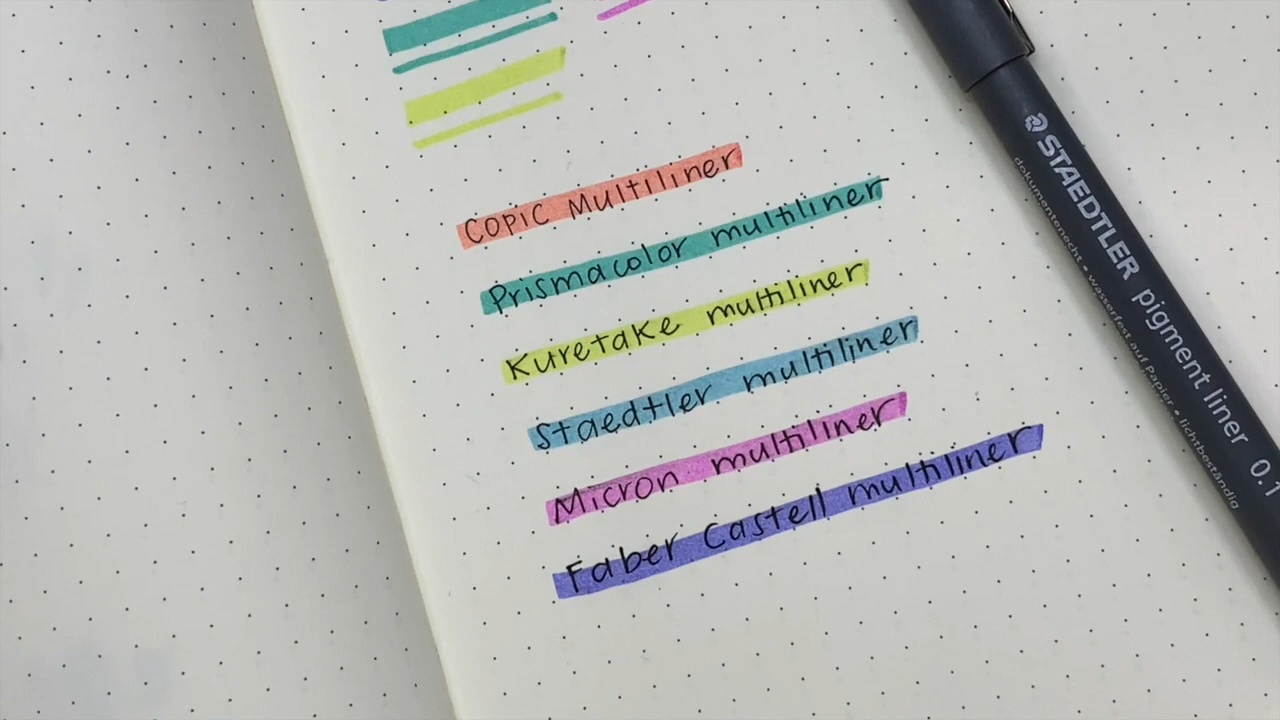 Copic Multiliner
Prismacolor multiliner
Kuretake multiliner
Staedtler multiliner
Micron multiliner
Faber Castell multiliner
STAEDTLER pigment liner 0.1
dokumentenecht • wasserfest auf Papier • lichtbeständig